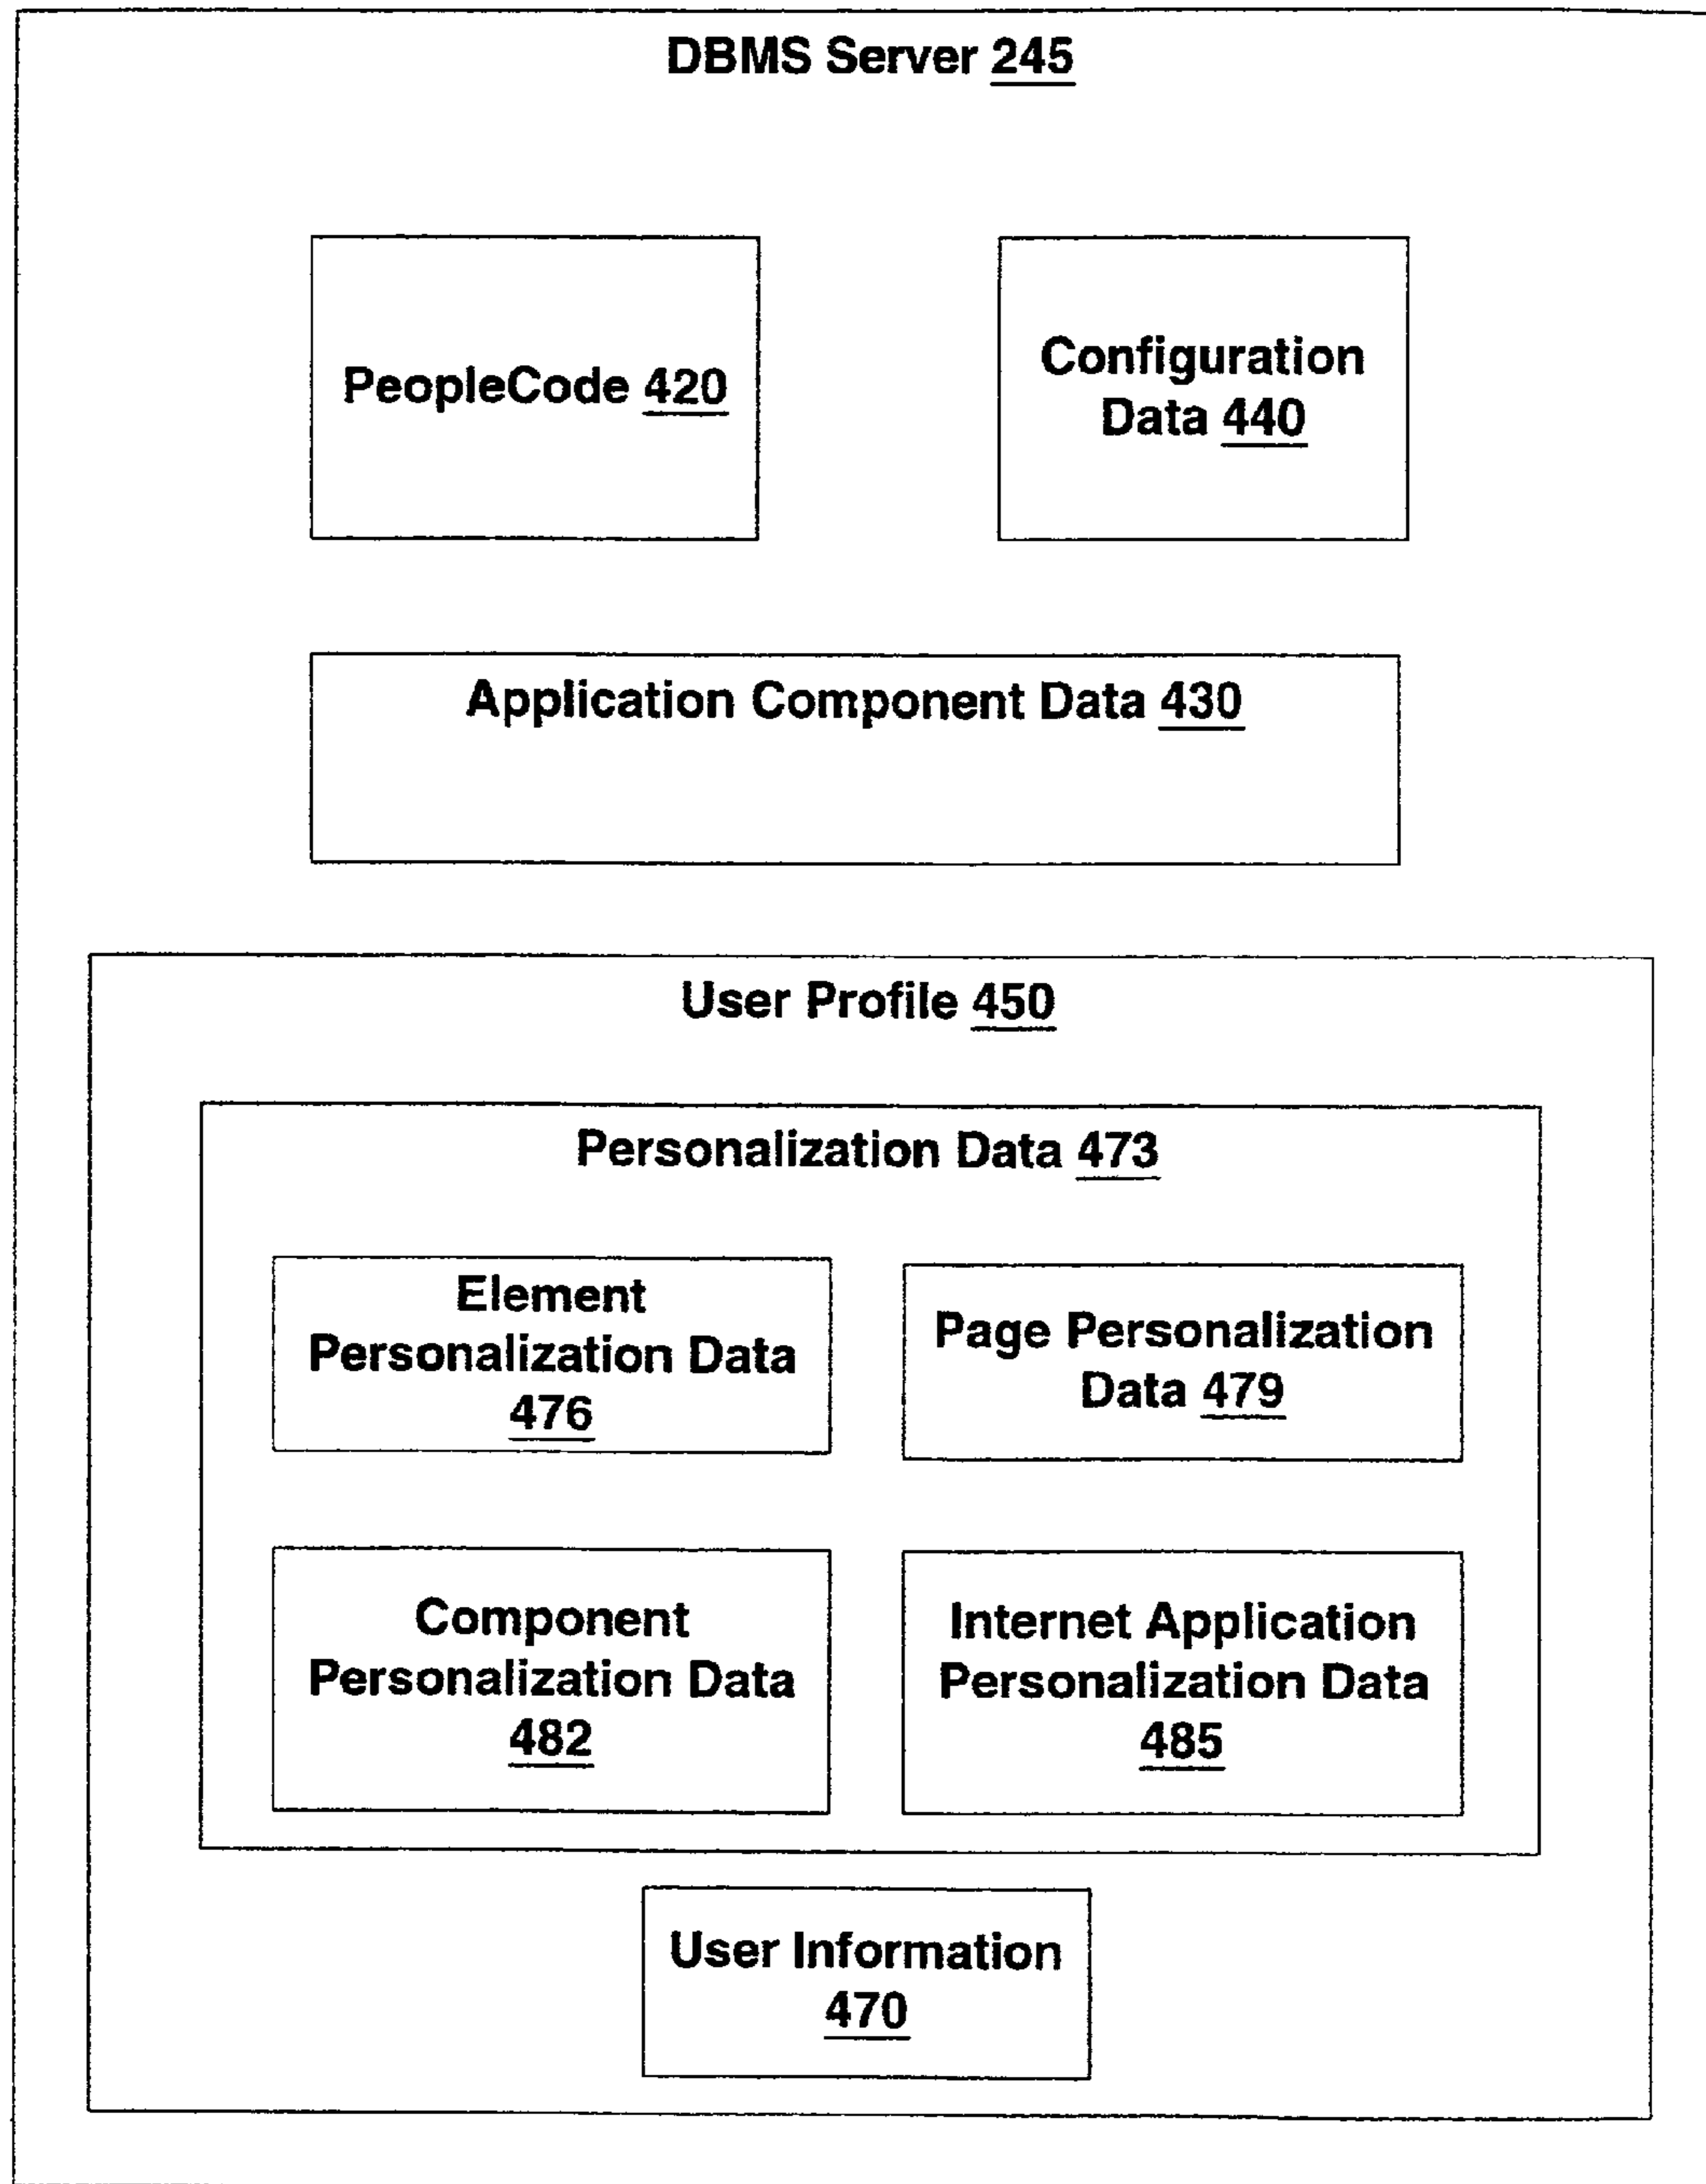 DBMS Server 245
PeopleCode 420
Configuration
Data 440
Application Component Data 430
User Profile 450
Personalization Data 473
Element
Personalization Data
476
Page Personalization
Data 479
Component
Personalization Data
482
Internet Application
Personalization Data
485
User Information
470